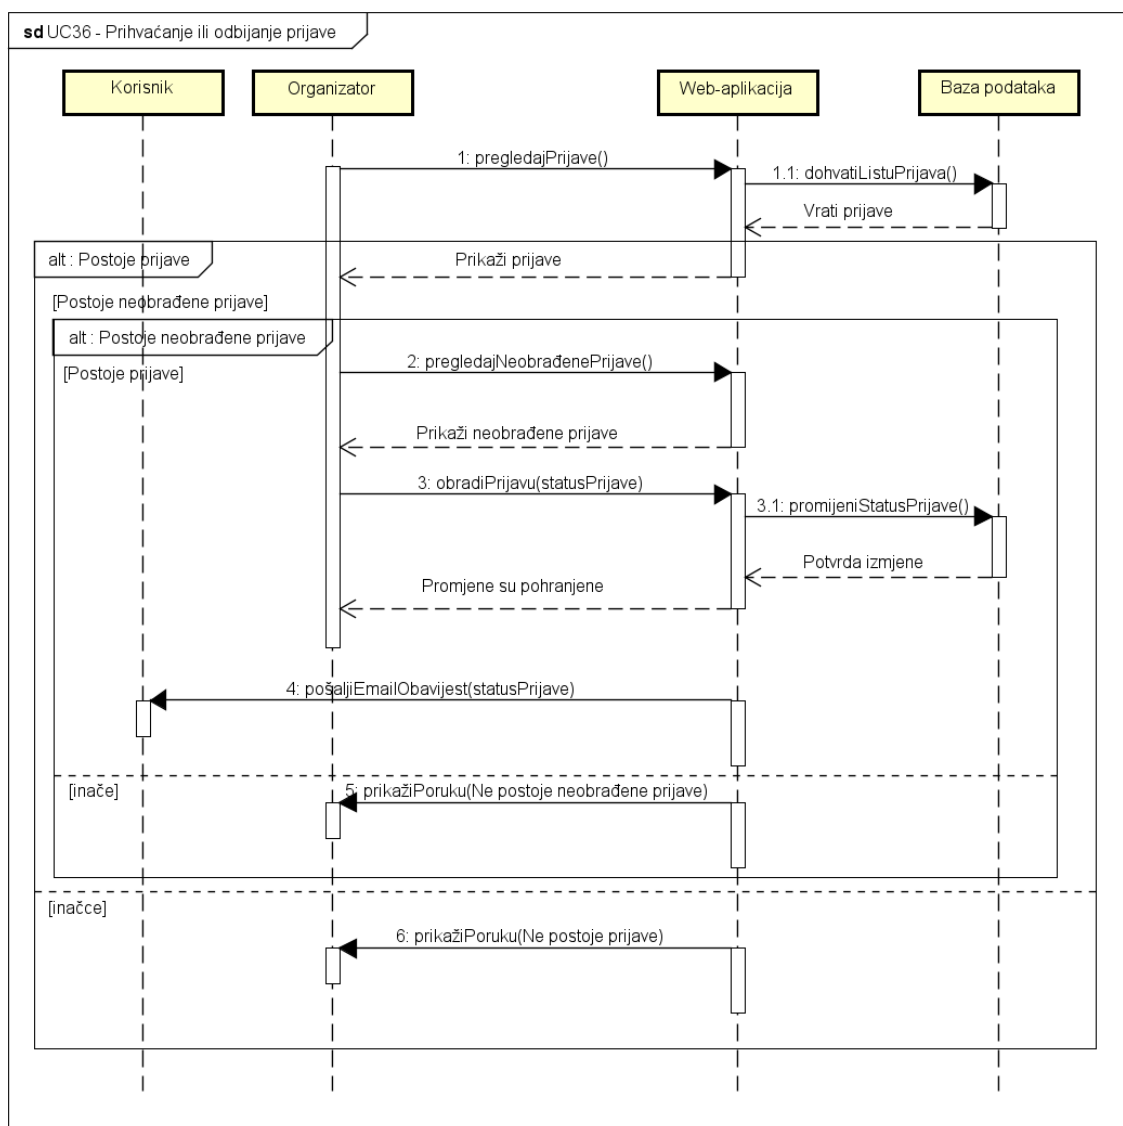 sd UC36 - Prihvaćanje ili odbijanje prijave
Korisnik
Organizator
Web-aplikacija
Baza podataka
1: pregledajPrijave()
1.1: dohvatiListuPrijava()
Vrati prijave
alt : Postoje prijave
Prikaži prijave
[Postoje neobrađene prijave]
alt : Postoje neobrađene prijave
[Postoje prijave]
2: pregledajNeobrađenePrijave()
Prikaži neobrađene prijave
3: obradiPrijavu(statusPrijave)
3.1: promijeniStatusPrijave()
Potvrda izmjene
Promjene su pohranjene
4: pošaljiEmailObavijest(statusPrijave)
[inače]
5: prikažiPoruku(Ne postoje neobrađene prijave)
[inačce]
6: prikažiPoruku(Ne postoje prijave)